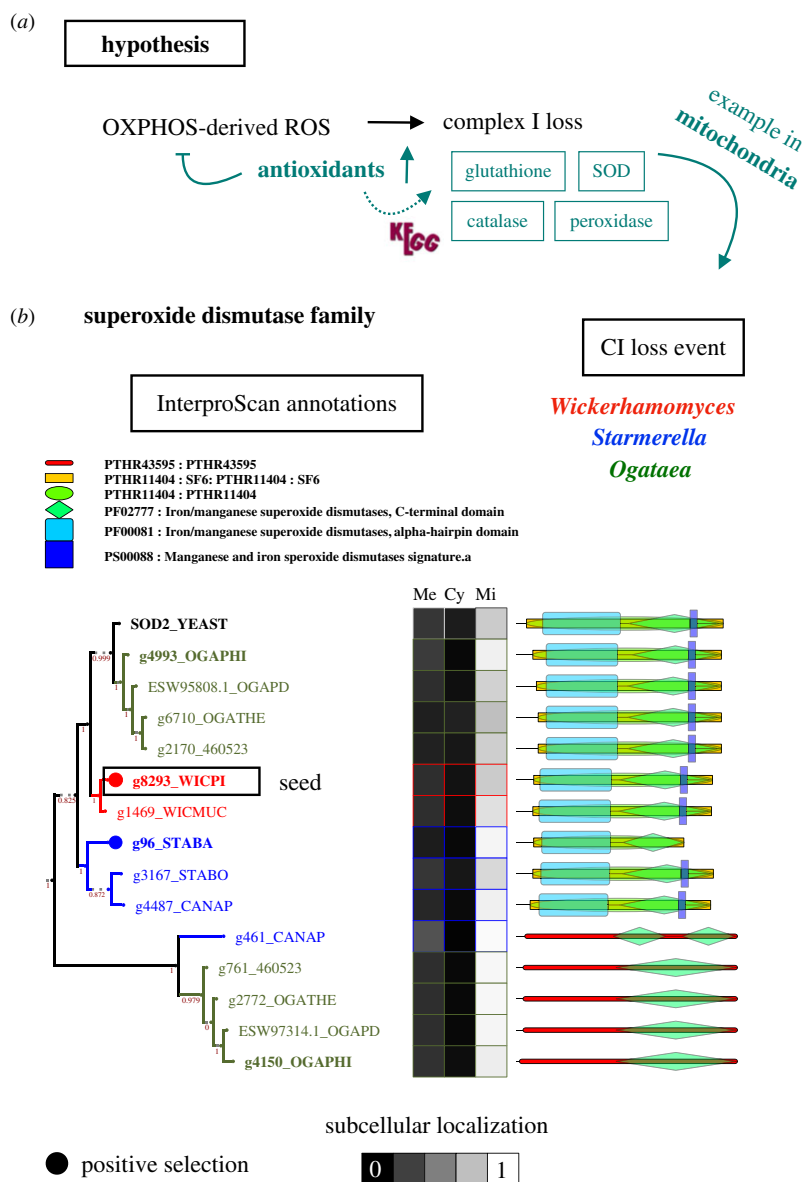 (a)
hypothesis
OXPHOS-derived ROS
complex I loss
example in
mitochondria
antioxidants
glutathione
SOD
KEGG
catalase
peroxidase
(b)
superoxide dismutase family
CI loss event
InterproScan annotations
Wickerhamomyces
Starmerella
Ogataea
PTHR43595 : PTHR43595
PTHR11404 : SF6: PTHR11404 : SF6
PTHR11404 : PTHR11404
PF02777 : Iron/manganese superoxide dismutases, C-terminal domain
PF00081 : Iron/manganese superoxide dismutases, alpha-hairpin domain
PS00088 : Manganese and iron speroxide dismutases signature.a
Me Cy Mi
SOD2_YEAST
0.999
g4993_OGAPHI
1
ESW95808.1_OGAPD
1
g6710_OGATHE
1
g2170_460523
g8293_WICPI
seed
0.825
1
g1469_WICMUC
g96_STABA
1
g3167_STABO
0.872
g4487_CANAP
1
g461_CANAP
1
g761_460523
0.979
g2772_OGATHE
0
ESW97314.1_OGAPD
1
g4150_OGAPHI
subcellular localization
positive selection
0 1